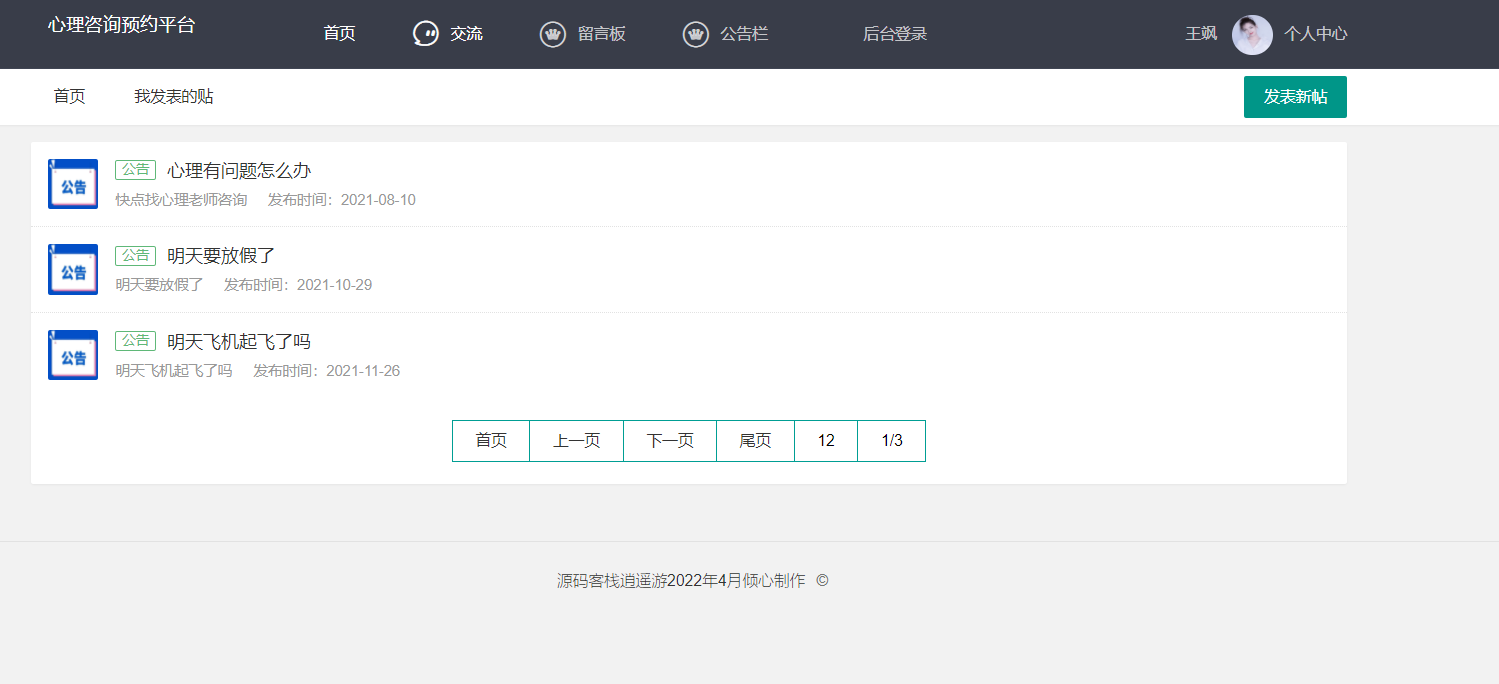 心理咨询预约平台 首页 交流 留言板 公告栏 后台登录 王飒 个人中心
首页 我发表的贴 发表新帖
公告 公告 心理有问题怎么办
快点找心理老师咨询 发布时间：2021-08-10
公告 公告 明天要放假了
明天要放假了 发布时间：2021-10-29
公告 公告 明天飞机起飞了吗
明天飞机起飞了吗 发布时间：2021-11-26
首页 上一页 下一页 尾页 12 1/3
源码客栈逍遥游2022年4月倾心制作 ©